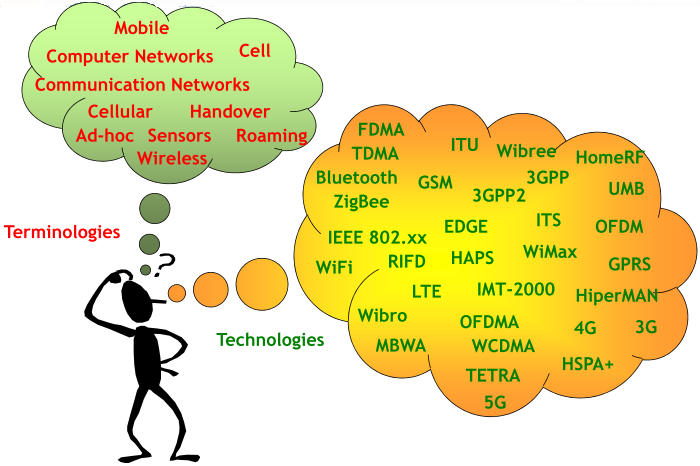 Mobile
Computer Networks Cell
Communication Networks
Cellular Handover
Ad-hoc Sensors Roaming
Wireless
Terminologies
?
Technologies
FDMA ITU Wibree HomeRF
TDMA
Bluetooth GSM 3GPP2 3GPP UMB
ZigBee
IEEE 802.xx EDGE ITS OFDM
WiFi RIFD HAPS WiMax GPRS
LTE IMT-2000 HiperMAN
Wibro OFDMA 4G 3G
MBWA WCDMA
TETRA HSPA+
5G